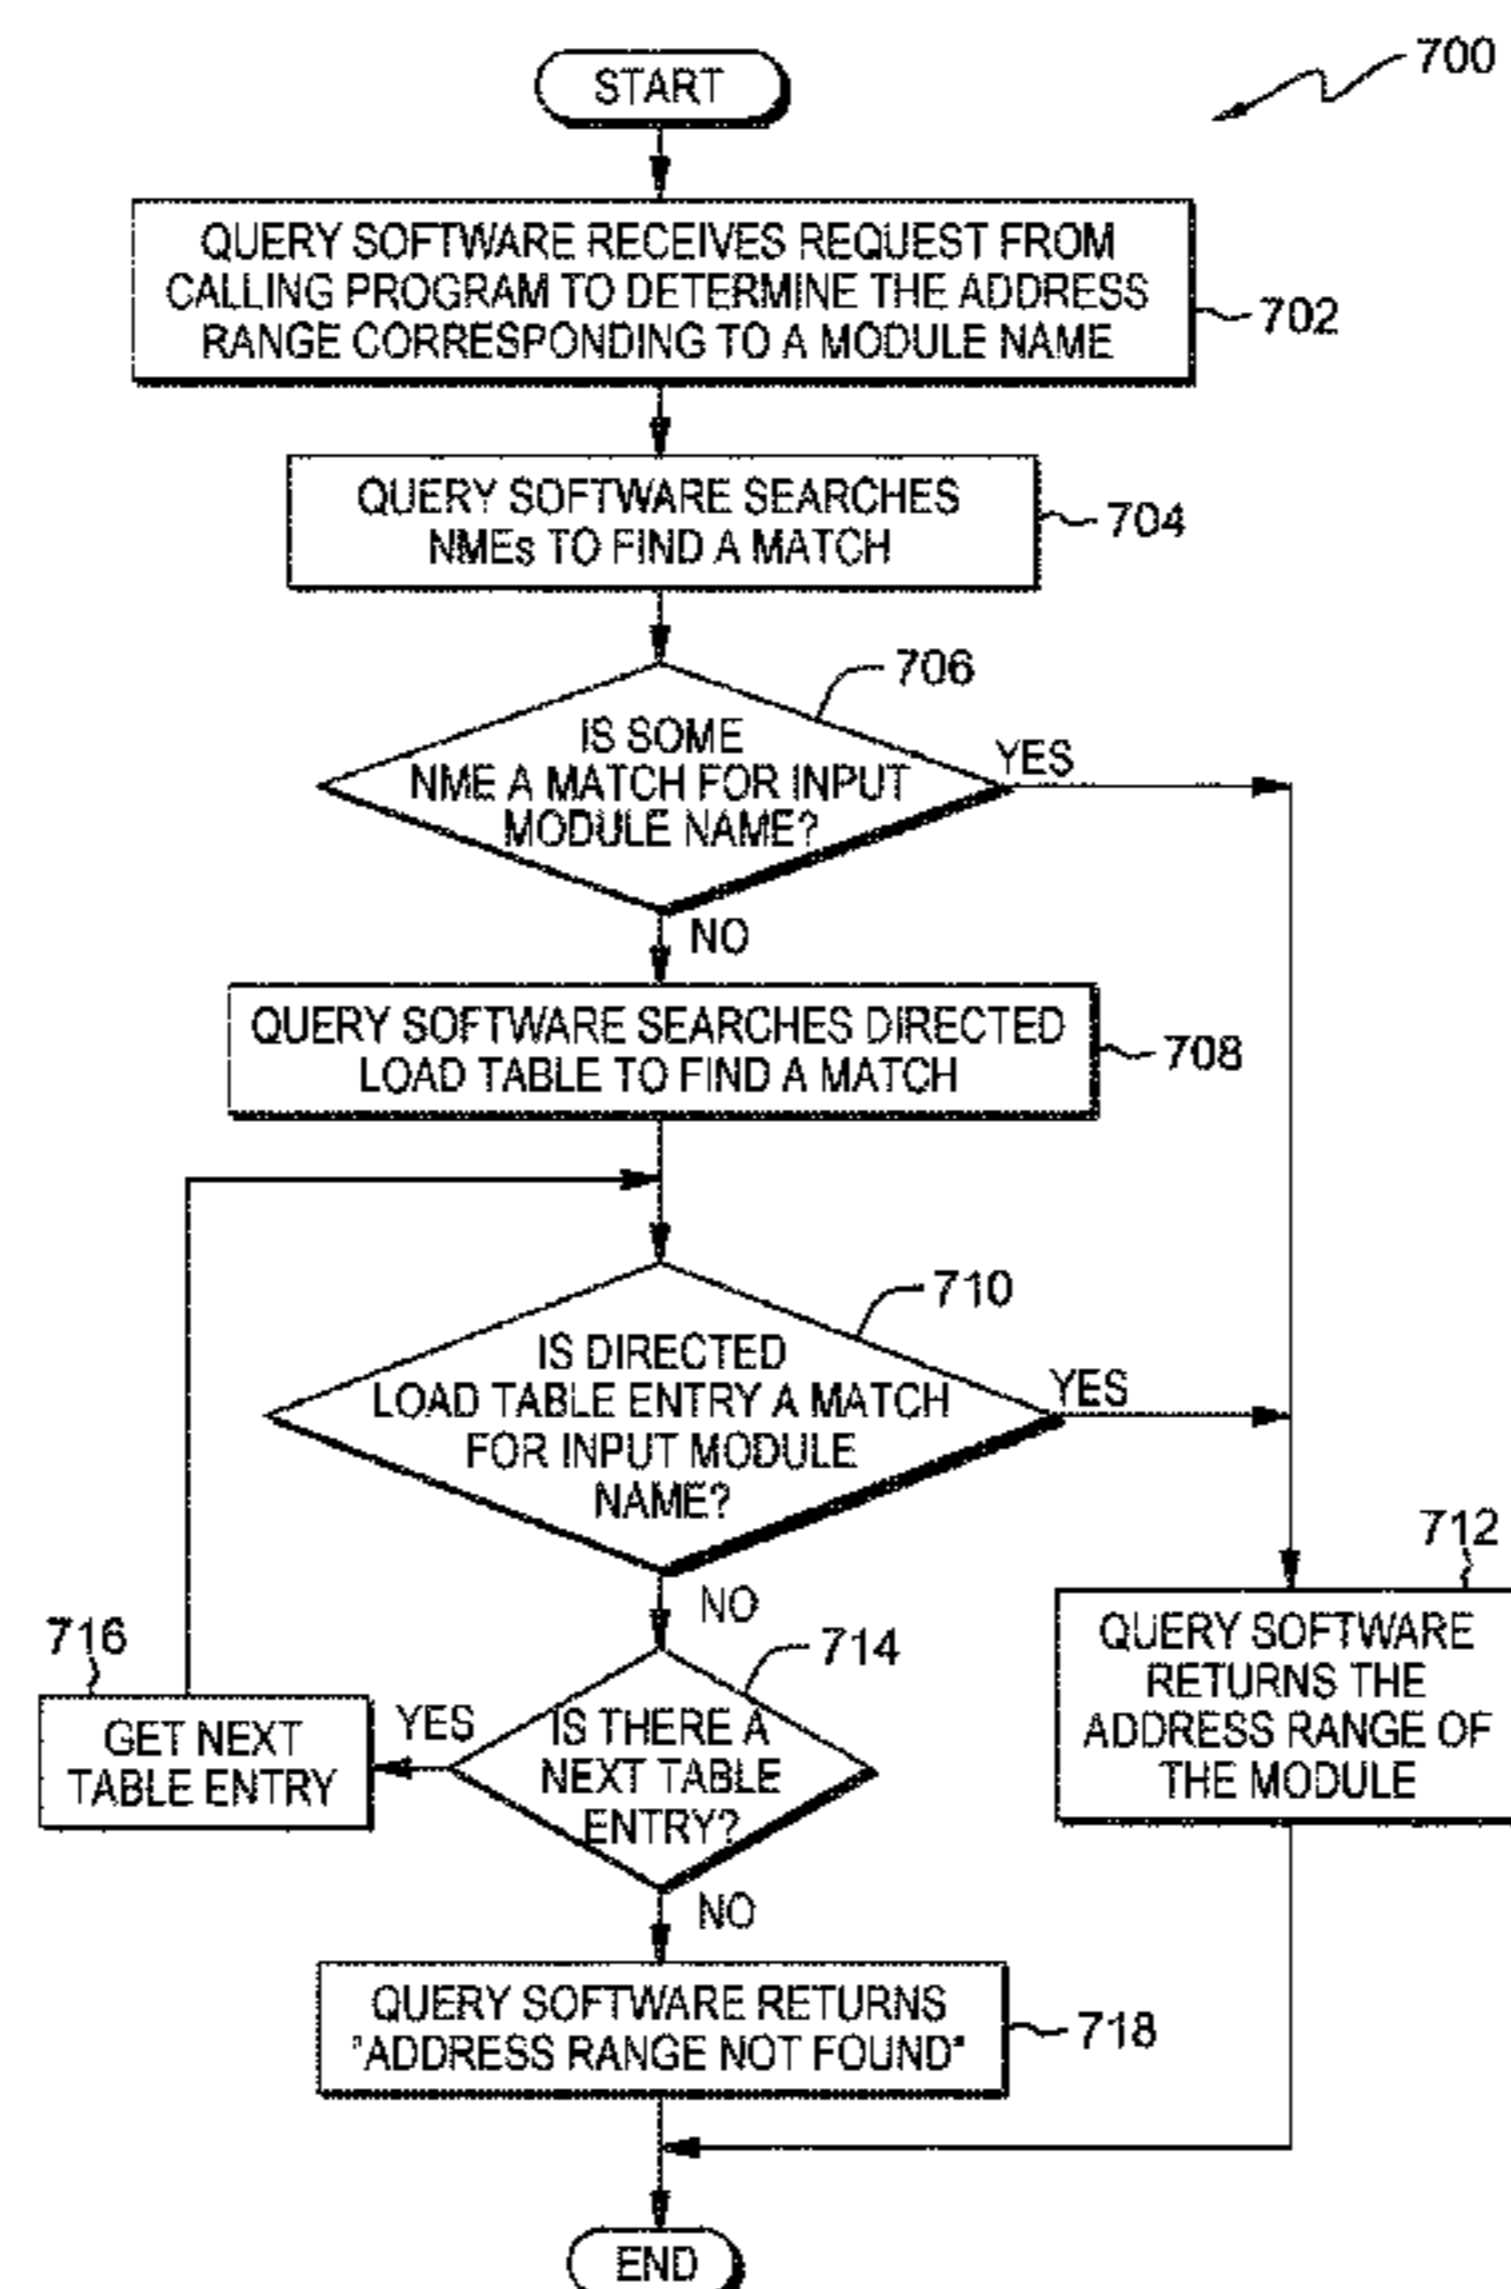 START
700
QUERY SOFTWARE RECEIVES REQUEST FROM
CALLING PROGRAM TO DETERMINE THE ADDRESS
RANGE CORRESPONDING TO A MODULE NAME
702
QUERY SOFTWARE SEARCHES
NMEs TO FIND A MATCH
704
706
IS SOME
NME A MATCH FOR INPUT
MODULE NAME?
YES
NO
QUERY SOFTWARE SEARCHES DIRECTED
LOAD TABLE TO FIND A MATCH
708
710
IS DIRECTED
LOAD TABLE ENTRY A MATCH
FOR INPUT MODULE
NAME?
YES
NO
712
QUERY SOFTWARE
RETURNS THE
ADDRESS RANGE OF
THE MODULE
714
IS THERE A
NEXT TABLE
ENTRY?
YES
716
GET NEXT
TABLE ENTRY
NO
QUERY SOFTWARE RETURNS
"ADDRESS RANGE NOT FOUND"
718
END